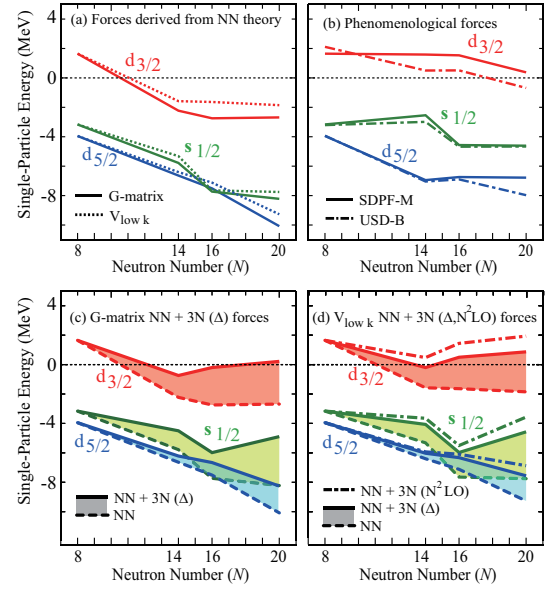 (a) Forces derived from NN theory
(b) Phenomenological forces
Single-Particle Energy (MeV)
4
0
-4
-8
d3/2
s1/2
d5/2
G-matrix
Vlow k
8
14
16
20
Neutron Number (N)
d3/2
s1/2
d5/2
SDPF-M
USD-B
8
14
16
20
Neutron Number (N)
(c) G-matrix NN + 3N (Δ) forces
(d) Vlow k NN + 3N (Δ,N²LO) forces
Single-Particle Energy (MeV)
4
0
-4
-8
d3/2
s1/2
d5/2
NN + 3N (Δ)
NN
8
14
16
20
Neutron Number (N)
d3/2
s1/2
d5/2
NN + 3N (N²LO)
NN + 3N (Δ)
NN
8
14
16
20
Neutron Number (N)